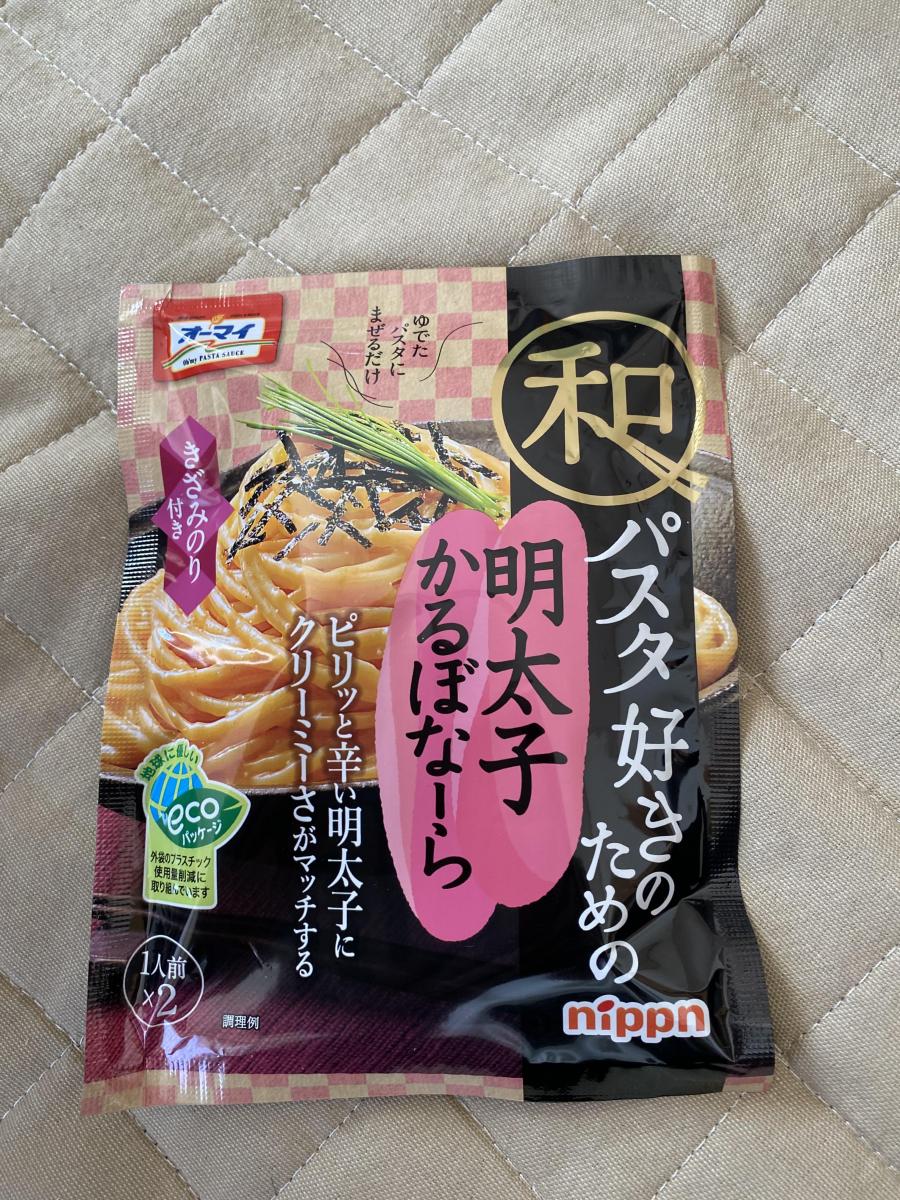 オーマイ
Oh'my PASTA SAUCE
ゆでた
パスタに
まぜるだけ
和
パスタ好きの
ための
きざみのり
付き
明太子
かるぼなーら
ピリッと辛い明太子に
クリーミーさがマッチする
地球に優しい
eco
パッケージ
外袋のプラスチック
使用量削減に
取り組んでいます
1人前
×2
調理例
nippn